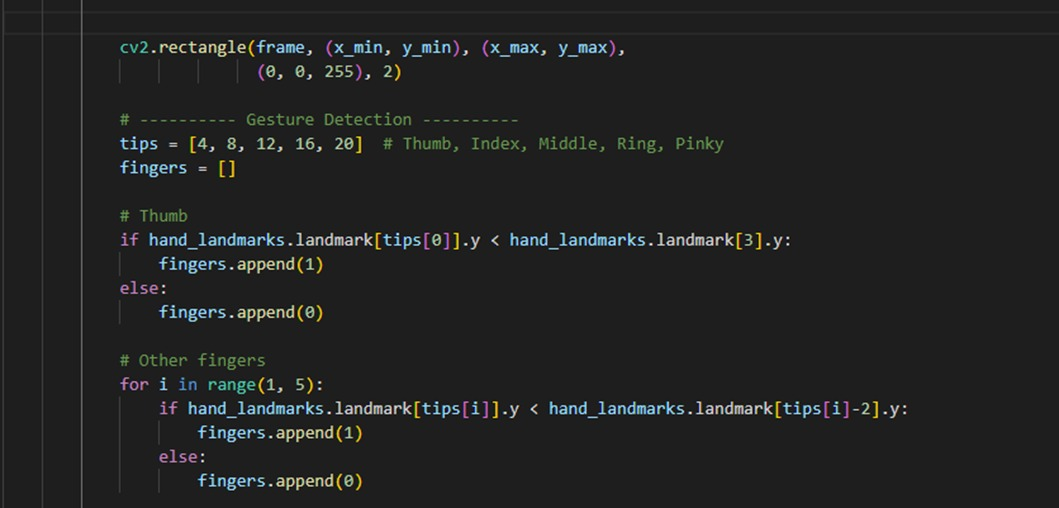 cv2.rectangle(frame, (x_min, y_min), (x_max, y_max),
              (0, 0, 255), 2)

# ---------- Gesture Detection ----------
tips = [4, 8, 12, 16, 20]  # Thumb, Index, Middle, Ring, Pinky
fingers = []

# Thumb
if hand_landmarks.landmark[tips[0]].y < hand_landmarks.landmark[3].y:
    fingers.append(1)
else:
    fingers.append(0)

# Other fingers
for i in range(1, 5):
    if hand_landmarks.landmark[tips[i]].y < hand_landmarks.landmark[tips[i]-2].y:
        fingers.append(1)
    else:
        fingers.append(0)